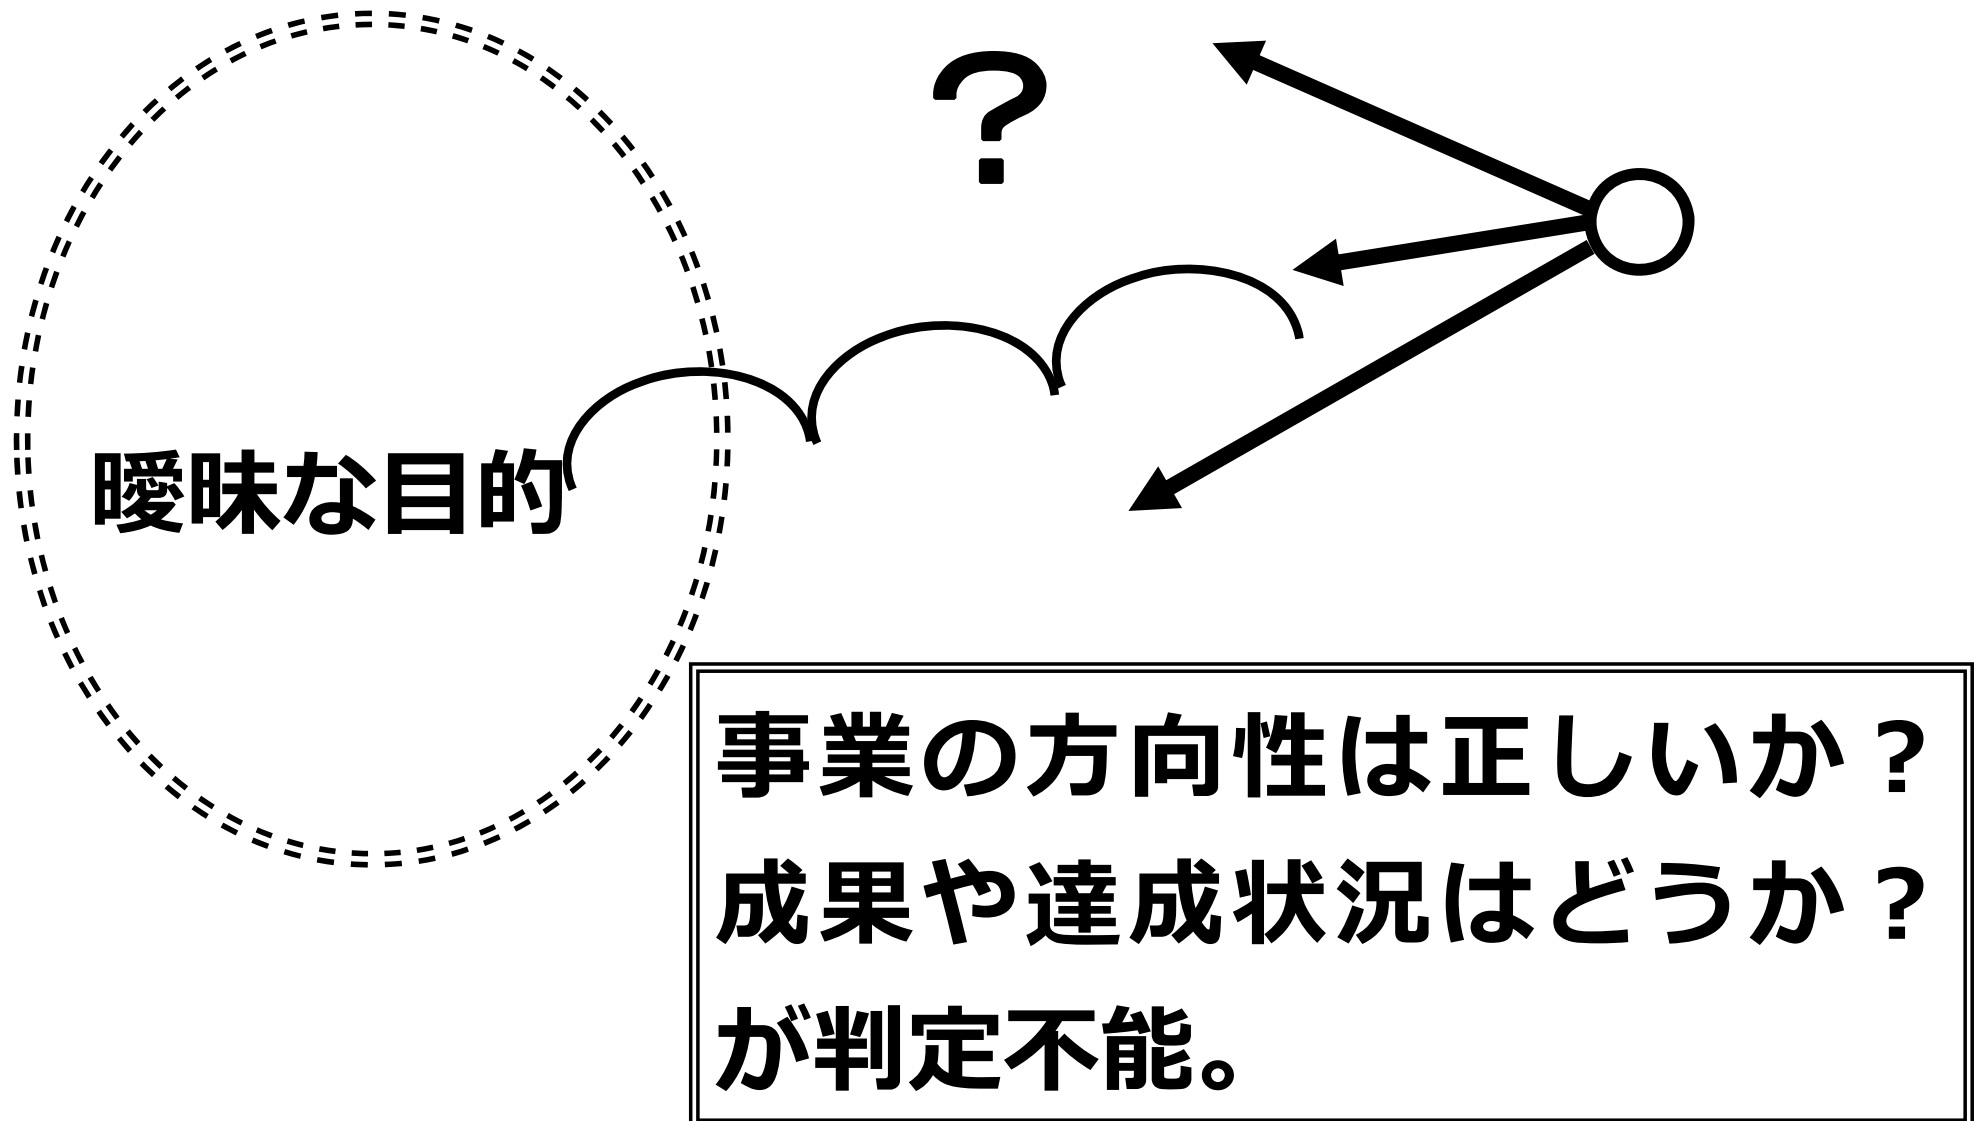 ?
曖昧な目的
事業の方向性は正しいか？
成果や達成状況はどうか？
が判定不能。